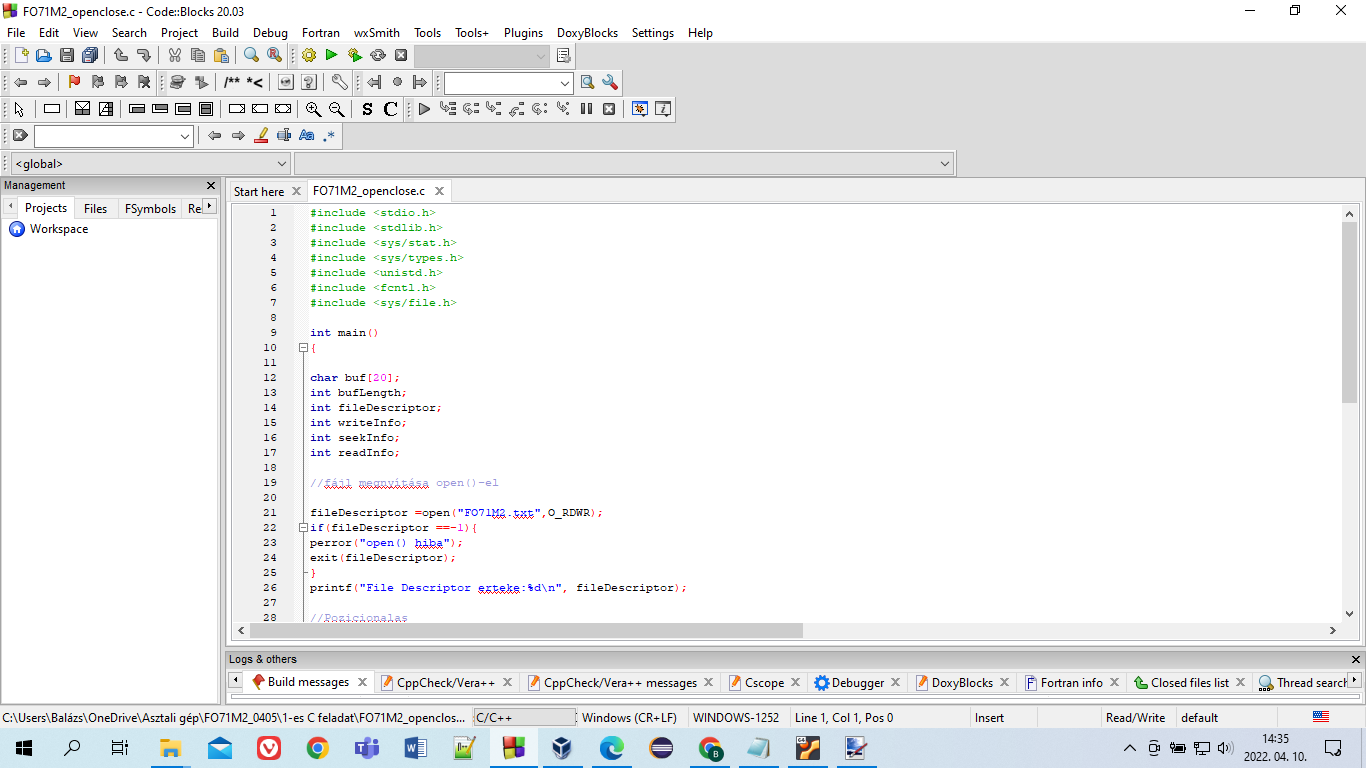 FO71M2_openclose.c - Code::Blocks 20.03
File Edit View Search Project Build Debug Fortran wxSmith Tools Tools+ Plugins DoxyBlocks Settings Help
/** *<
S C
Aa .*
<global>
Management
Projects Files FSymbols Re
Workspace
Start here FO71M2_openclose.c
1 #include <stdio.h>
2 #include <stdlib.h>
3 #include <sys/stat.h>
4 #include <sys/types.h>
5 #include <unistd.h>
6 #include <fcntl.h>
7 #include <sys/file.h>
8
9 int main()
10 {
11
12 char buf[20];
13 int bufLength;
14 int fileDescriptor;
15 int writeInfo;
16 int seekInfo;
17 int readInfo;
18
19 //fájl megnyitása open()-el
20
21 fileDescriptor =open("FO71M2.txt",O_RDWR);
22 if(fileDescriptor ==-1){
23 perror("open() hiba");
24 exit(fileDescriptor);
25 }
26 printf("File Descriptor erteke:%d\n", fileDescriptor);
27
28 //Pozicionalas
Logs & others
Build messages CppCheck/Vera++ CppCheck/Vera++ messages Cscope Debugger DoxyBlocks Fortran info Closed files list Thread search
C:\Users\Balázs\OneDrive\Asztali gép\FO71M2_0405\1-es C feladat\FO71M2_openclos... C/C++ Windows (CR+LF) WINDOWS-1252 Line 1, Col 1, Pos 0 Insert Read/Write default
14:35
2022. 04. 10.